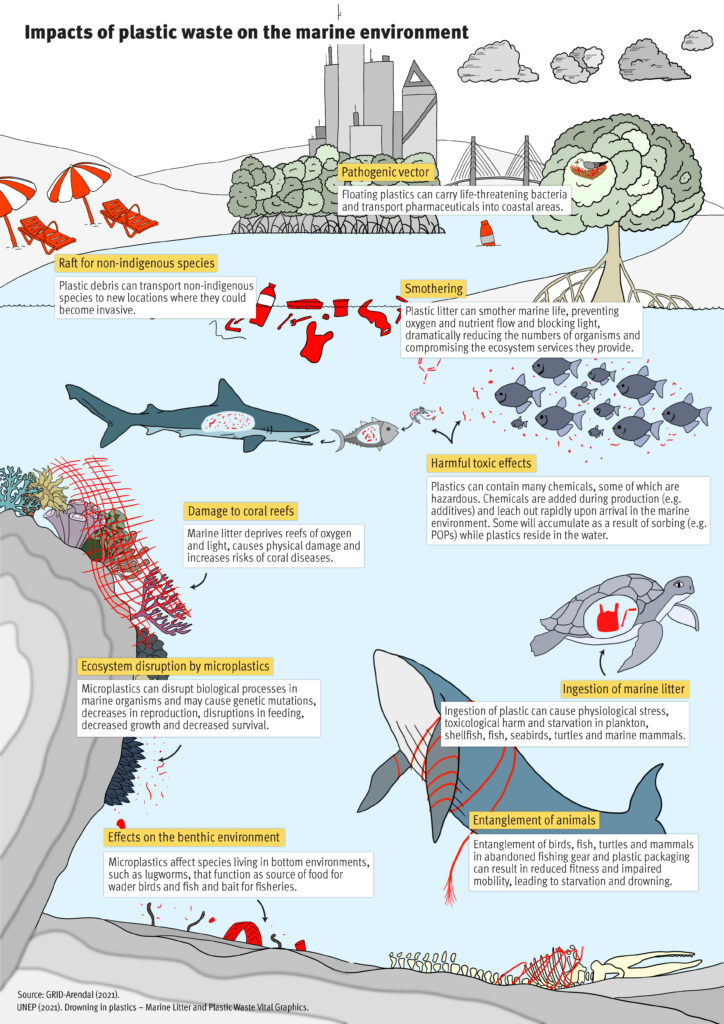 Impacts of plastic waste on the marine environment
Pathogenic vector
Floating plastics can carry life-threatening bacteria
and transport pharmaceuticals into coastal areas.
Raft for non-indigenous species
Plastic debris can transport non-indigenous
species to new locations where they could
become invasive.
Smothering
Plastic litter can smother marine life, preventing
oxygen and nutrient flow and blocking light,
dramatically reducing the numbers of organisms and
compromising the ecosystem services they provide.
Harmful toxic effects
Plastics can contain many chemicals, some of which are
hazardous. Chemicals are added during production (e.g.
additives) and leach out rapidly upon arrival in the marine
environment. Some will accumulate as a result of sorbing (e.g.
POPs) while plastics reside in the water.
Damage to coral reefs
Marine litter deprives reefs of oxygen
and light, causes physical damage and
increases risks of coral diseases.
Ecosystem disruption by microplastics
Microplastics can disrupt biological processes in
marine organisms and may cause genetic mutations,
decreases in reproduction, disruptions in feeding,
decreased growth and decreased survival.
Ingestion of marine litter
Ingestion of plastic can cause physiological stress,
toxicological harm and starvation in plankton,
shellfish, fish, seabirds, turtles and marine mammals.
Entanglement of animals
Entanglement of birds, fish, turtles and mammals
in abandoned fishing gear and plastic packaging
can result in reduced fitness and impaired
mobility, leading to starvation and drowning.
Effects on the benthic environment
Microplastics affect species living in bottom environments,
such as lugworms, that function as source of food for
wader birds and fish and bait for fisheries.
Source: GRID-Arendal (2021).
UNEP (2021). Drowning in plastics – Marine Litter and Plastic Waste Vital Graphics.